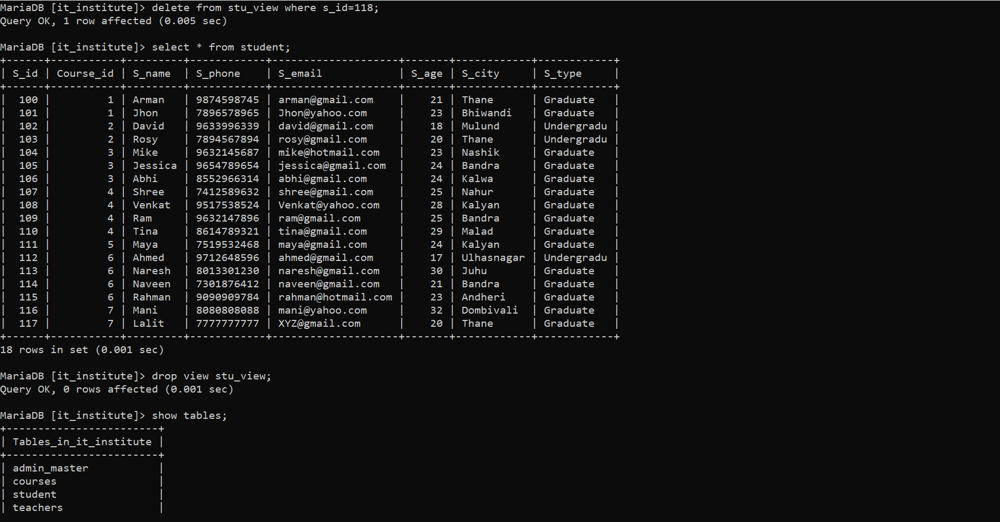 MariaDB [it_institute]> delete from stu_view where s_id=118;
Query OK, 1 row affected (0.005 sec)

MariaDB [it_institute]> select * from student;
+------+-----------+---------+------------+--------------------+-------+------------+------------+
| S_id | Course_id | S_name  | S_phone    | S_email            | S_age | S_city     | S_type     |
+------+-----------+---------+------------+--------------------+-------+------------+------------+
|  100 |         1 | Arman   | 9874598745 | arman@gmail.com    |    21 | Thane      | Graduate   |
|  101 |         1 | Jhon    | 7896578965 | Jhon@yahoo.com     |    23 | Bhiwandi   | Graduate   |
|  102 |         2 | David   | 9633996339 | david@gmail.com    |    18 | Mulund     | Undergradu |
|  103 |         2 | Rosy    | 7894567894 | rosy@gmail.com     |    20 | Thane      | Undergradu |
|  104 |         3 | Mike    | 9632145687 | mike@hotmail.com   |    23 | Nashik     | Graduate   |
|  105 |         3 | Jessica | 9654789654 | jessica@gmail.com  |    24 | Bandra     | Graduate   |
|  106 |         3 | Abhi    | 8552966314 | abhi@gmail.com     |    24 | Kalwa      | Graduate   |
|  107 |         4 | Shree   | 7412589632 | shree@gmail.com    |    25 | Nahur      | Graduate   |
|  108 |         4 | Venkat  | 9517538524 | Venkat@yahoo.com   |    28 | Kalyan     | Graduate   |
|  109 |         4 | Ram     | 9632147896 | ram@gmail.com      |    25 | Bandra     | Graduate   |
|  110 |         4 | Tina    | 8614789321 | tina@gmail.com     |    29 | Malad      | Graduate   |
|  111 |         5 | Maya    | 7519532468 | maya@gmail.com     |    24 | Kalyan     | Graduate   |
|  112 |         6 | Ahmed   | 9712648596 | ahmed@gmail.com    |    17 | Ulhasnagar | Undergradu |
|  113 |         6 | Naresh  | 8013301230 | naresh@gmail.com   |    30 | Juhu       | Graduate   |
|  114 |         6 | Naveen  | 7301876412 | naveen@gmail.com   |    21 | Bandra     | Graduate   |
|  115 |         6 | Rahman  | 9090909784 | rahman@hotmail.com |    23 | Andheri    | Graduate   |
|  116 |         7 | Mani    | 8080808088 | mani@yahoo.com     |    32 | Dombivali  | Graduate   |
|  117 |         7 | Lalit   | 7777777777 | XYZ@gmail.com      |    20 | Thane      | Graduate   |
+------+-----------+---------+------------+--------------------+-------+------------+------------+
18 rows in set (0.001 sec)

MariaDB [it_institute]> drop view stu_view;
Query OK, 0 rows affected (0.001 sec)

MariaDB [it_institute]> show tables;
+------------------------+
| Tables_in_it_institute |
+------------------------+
| admin_master           |
| courses                |
| student                |
| teachers               |